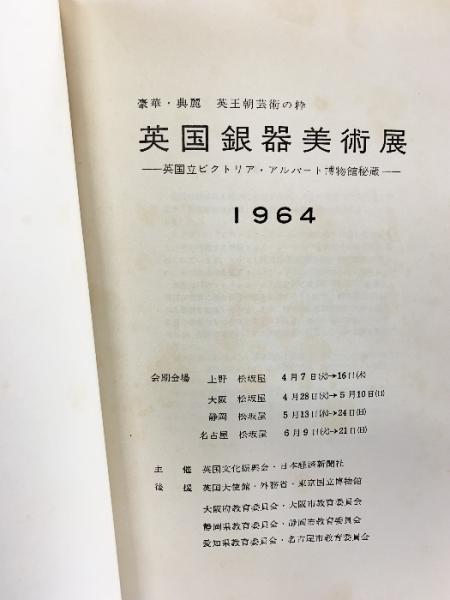 豪華・典麗 英王朝芸術の粋
英国銀器美術展
──英国立ビクトリア・アルバート博物館秘蔵──
1964
会期会場 上野 松坂屋 4月7日(火)→16日(木)
大阪 松坂屋 4月28日(火)→5月10日(日)
静岡 松坂屋 5月13日(水)→24日(日)
名古屋 松坂屋 6月9日(火)→21日(日)
主催 英国文化振興会・日本経済新聞社
後援 英国大使館・外務省・東京国立博物館
大阪府教育委員会・大阪市教育委員会
静岡県教育委員会・静岡市教育委員会
愛知県教育委員会・名古屋市教育委員会